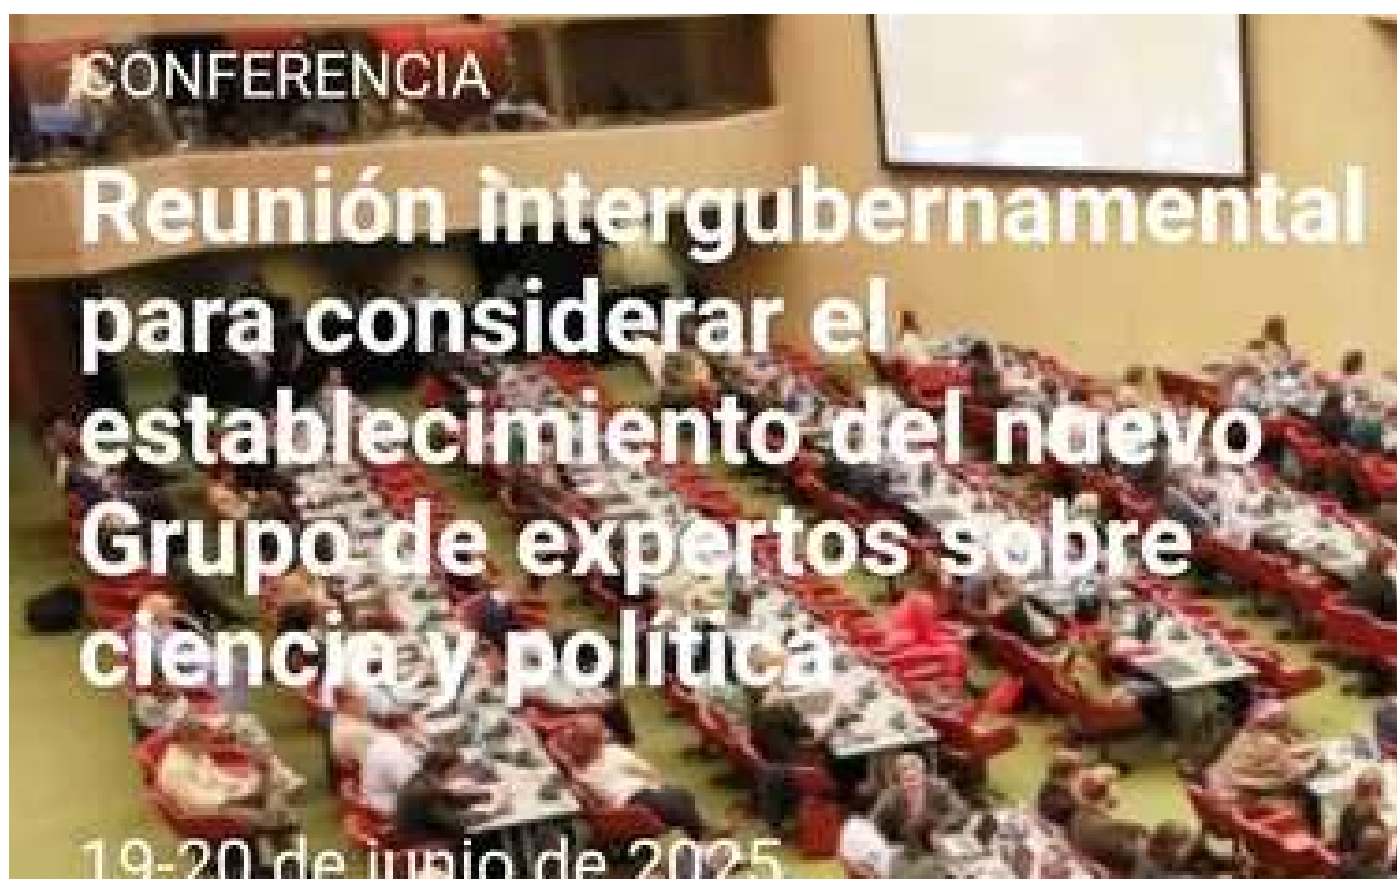 CONFERENCIA
Reunión intergubernamental
para considerar el
establecimiento del nuevo
Grupo de expertos sobre
ciencia y política
19-20 de junio de 2025